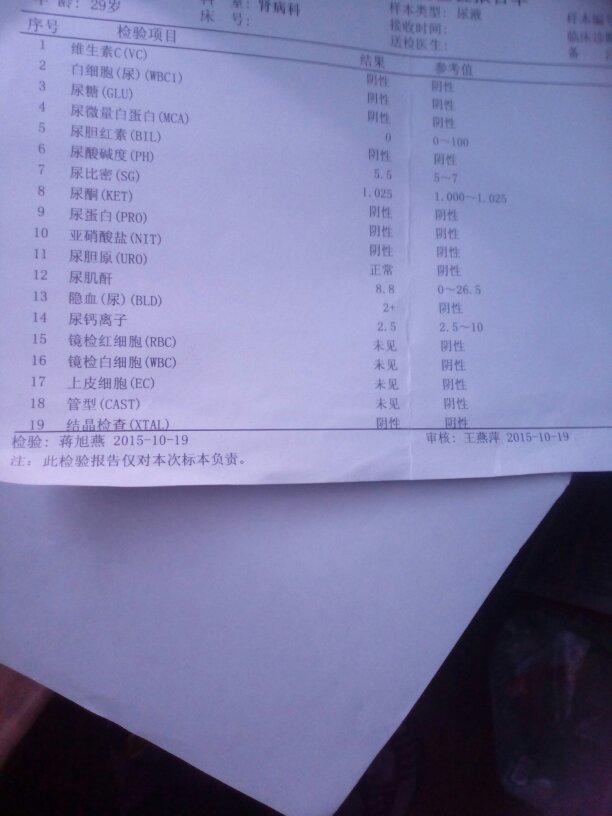 年 龄: 29岁 科 室: 肾病科 样本类型: 尿液 样本编
床 号: 接收时间: 临床诊断
序号 检验项目 结果 参考值 送检医生: 备
1 维生素C(VC) 阴性 阴性
2 白细胞(尿)(WBC1) 阴性 阴性
3 尿糖(GLU) 阴性 阴性
4 尿微量白蛋白(MCA) 0 0～100
5 尿胆红素(BIL) 阴性 阴性
6 尿酸碱度(PH) 5.5 5～7
7 尿比密(SG) 1.025 1.000～1.025
8 尿酮(KET) 阴性 阴性
9 尿蛋白(PRO) 阴性 阴性
10 亚硝酸盐(NIT) 阴性 阴性
11 尿胆原(URO) 正常 阴性
12 尿肌酐 8.8 0～26.5
13 隐血(尿)(BLD) 2+ 阴性
14 尿钙离子 2.5 2.5～10
15 镜检红细胞(RBC) 未见 阴性
16 镜检白细胞(WBC) 未见 阴性
17 上皮细胞(EC) 未见 阴性
18 管型(CAST) 未见 阴性
19 结晶检查(XTAL) 阴性 阴性
检验: 蒋旭燕 2015-10-19 审核: 王燕萍 2015-10-19
注: 此检验报告仅对本次标本负责。